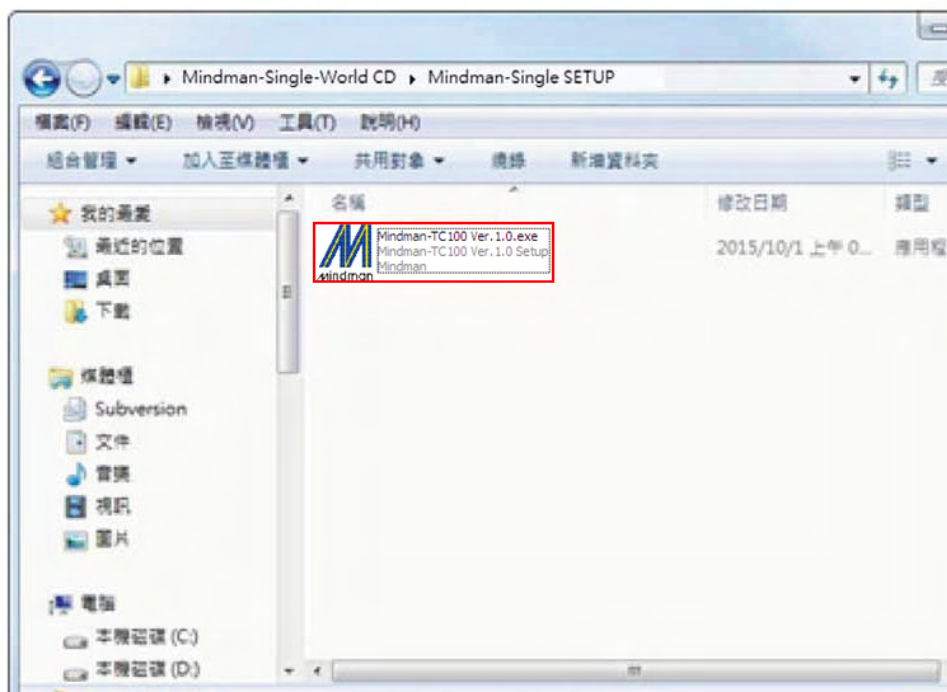 Mindman-Single-World CD ▸ Mindman-Single SETUP
檔案(F) 編輯(E) 檢視(V) 工具(T) 說明(H)
組合管理 加入至媒體櫃 共用對象 燒錄 新增資料夾
名稱 修改日期 類型
我的最愛
Mindman-TC100 Ver.1.0.exe
Mindman-TC100 Ver.1.0 Setup
Mindman
Mindman
2015/10/1 上午 0... 應用程
最近的位置
桌面
下載
媒體櫃
Subversion
文件
音樂
視訊
圖片
電腦
本機磁碟 (C:)
本機磁碟 (D:)